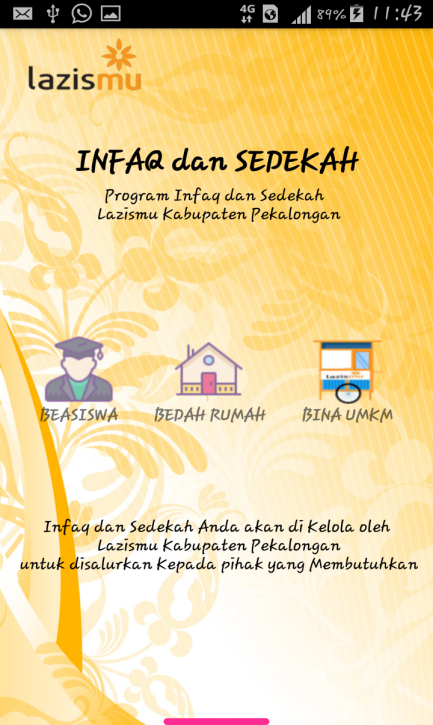 4G 89% 11:43
lazismu
INFAQ dan SEDEKAH
Program Infaq dan Sedekah
Lazismu Kabupaten Pekalongan
lazismu
BEASISWA BEDAH RUMAH BINA UMKM
Infaq dan Sedekah Anda akan di Kelola oleh
Lazismu Kabupaten Pekalongan
untuk disalurkan Kepada pihak yang Membutuhkan